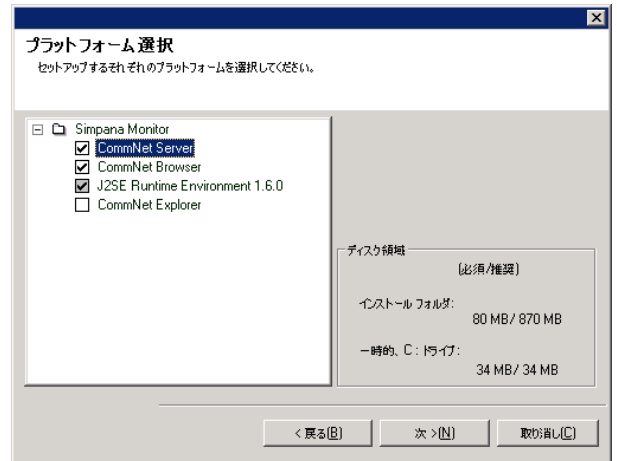 プラットフォーム選択
セットアップするそれぞれのプラットフォームを選択してください。
Simpana Monitor
CommNet Server
CommNet Browser
J2SE Runtime Environment 1.6.0
CommNet Explorer
ディスク領域
(必須/推奨)
インストール フォルダ:
80 MB/ 870 MB
一時的、C : ドライブ:
34 MB/ 34 MB
< 戻る(B)
次 >(N)
取り消し(C)